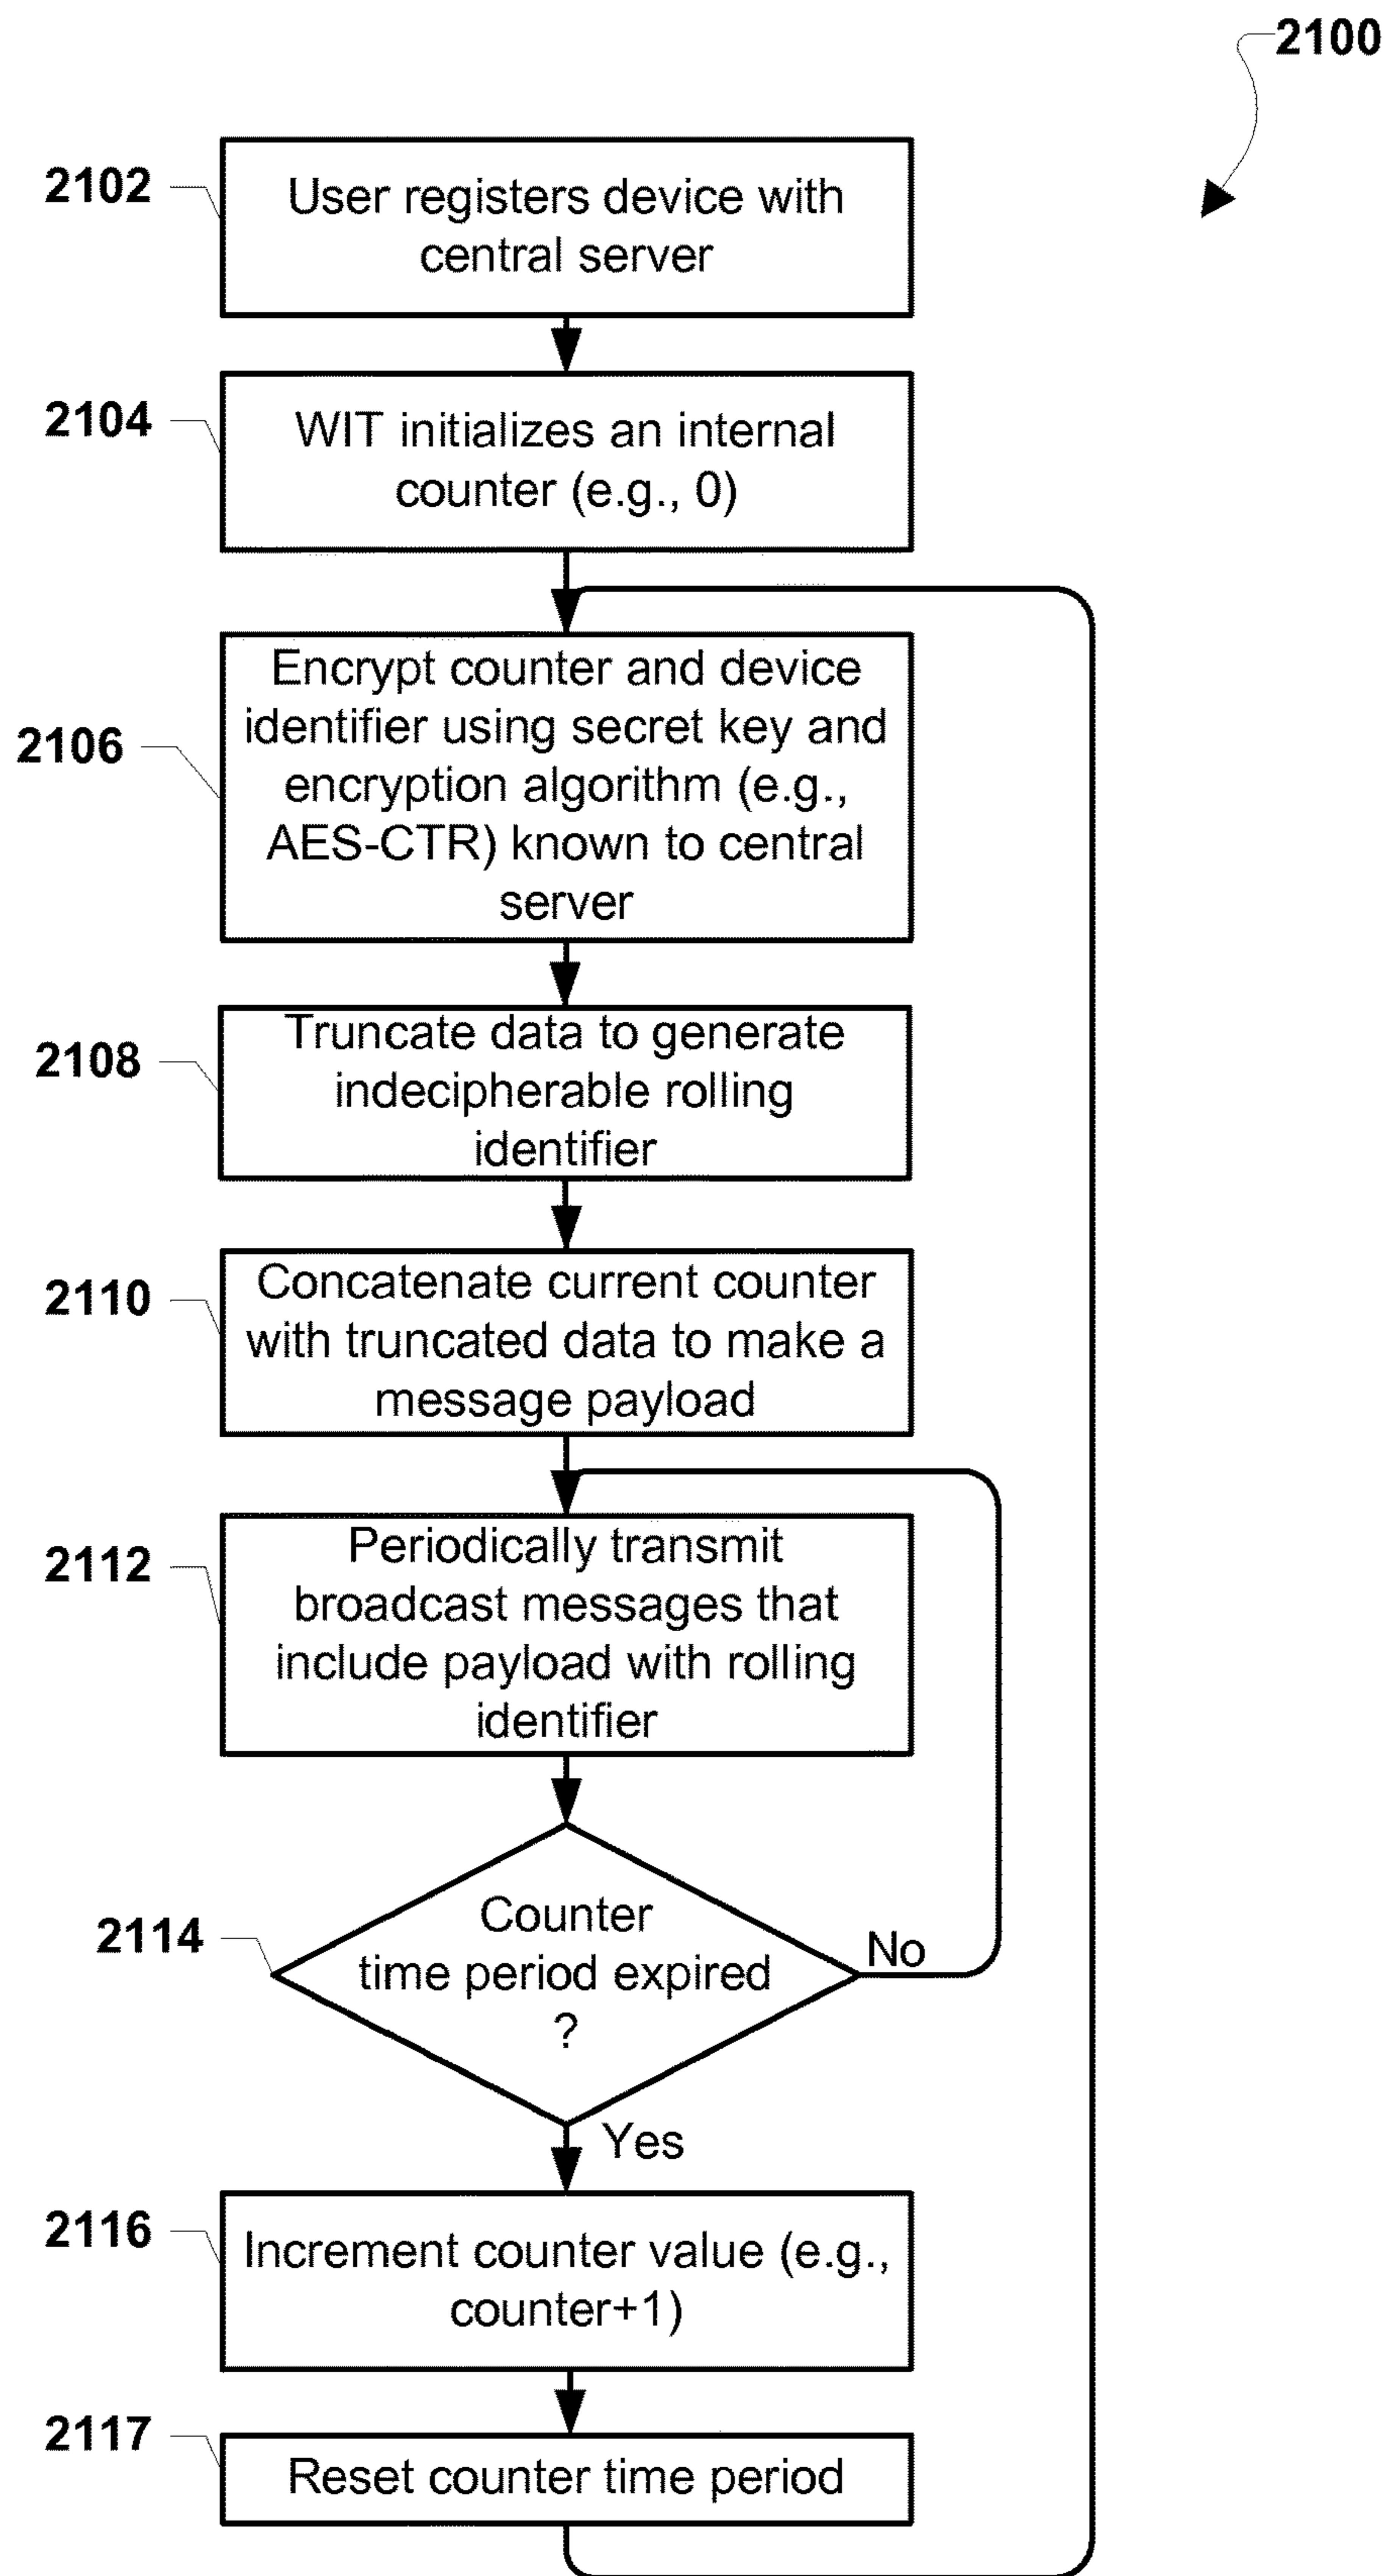 2100
2102
User registers device with
central server
2104
WIT initializes an internal
counter (e.g., 0)
2106
Encrypt counter and device
identifier using secret key and
encryption algorithm (e.g.,
AES-CTR) known to central
server
2108
Truncate data to generate
indecipherable rolling
identifier
2110
Concatenate current counter
with truncated data to make a
message payload
2112
Periodically transmit
broadcast messages that
include payload with rolling
identifier
2114
Counter
time period expired
?
No
Yes
2116
Increment counter value (e.g.,
counter+1)
2117
Reset counter time period